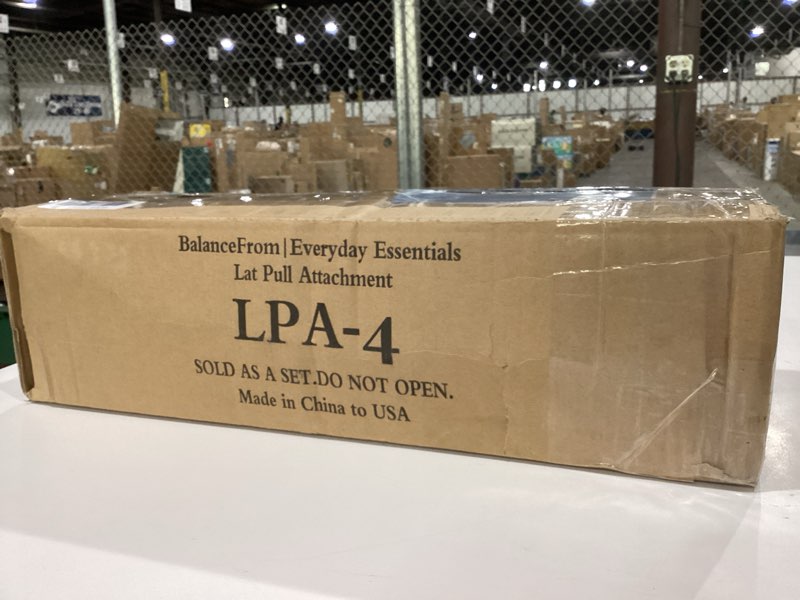 BalanceFrom|Everyday Essentials
Lat Pull Attachment
LPA-4
SOLD AS A SET.DO NOT OPEN.
Made in China to USA